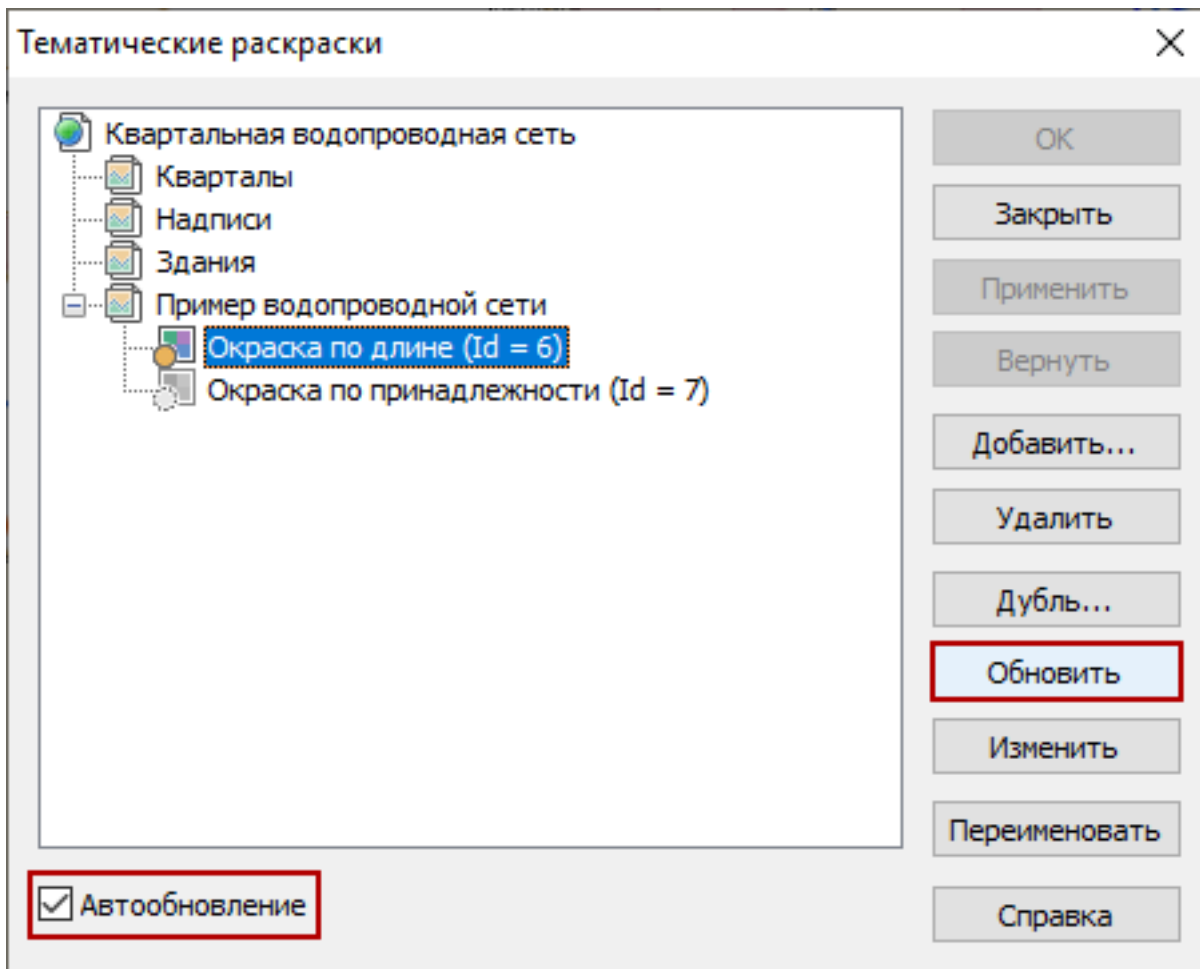 Тематические раскраски
Квартальная водопроводная сеть
Кварталы
Надписи
Здания
Пример водопроводной сети
Окраска по длине (Id = 6)
Окраска по принадлежности (Id = 7)
Автообновление
OK
Закрыть
Применить
Вернуть
Добавить...
Удалить
Дубль...
Обновить
Изменить
Переименовать
Справка